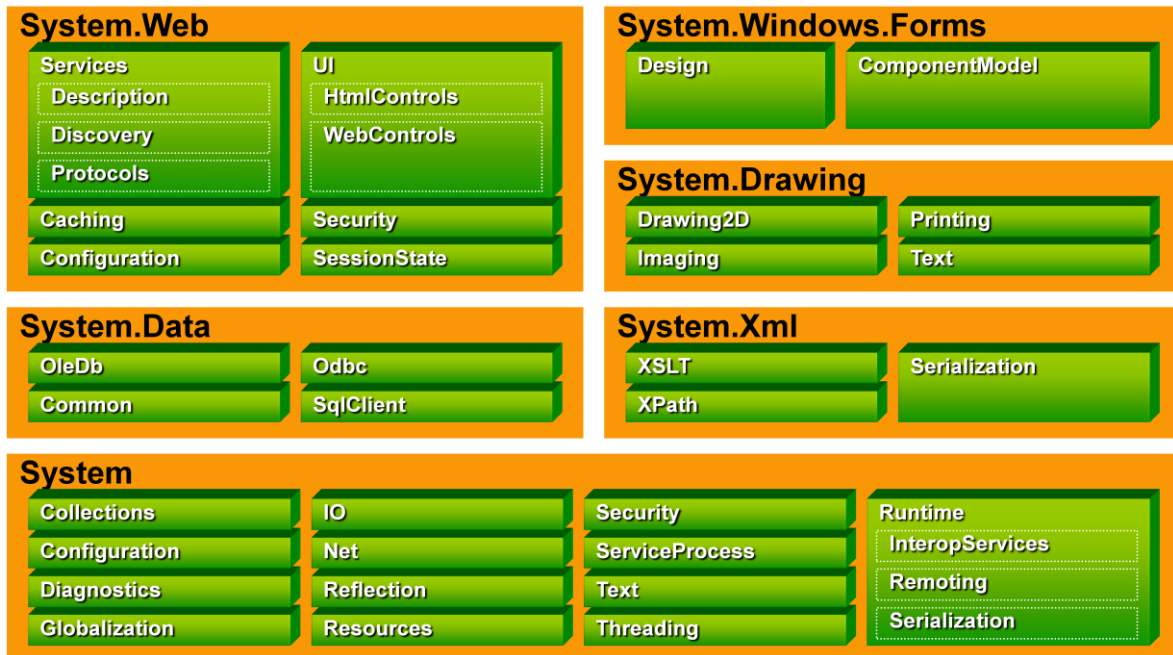 System.Web
Services
Description
Discovery
Protocols
Caching
Configuration
UI
HtmlControls
WebControls
Security
SessionState
System.Windows.Forms
Design
ComponentModel
System.Drawing
Drawing2D
Imaging
Printing
Text
System.Data
OleDb
Common
Odbc
SqlClient
System.Xml
XSLT
XPath
Serialization
System
Collections
Configuration
Diagnostics
Globalization
IO
Net
Reflection
Resources
Security
ServiceProcess
Text
Threading
Runtime
InteropServices
Remoting
Serialization